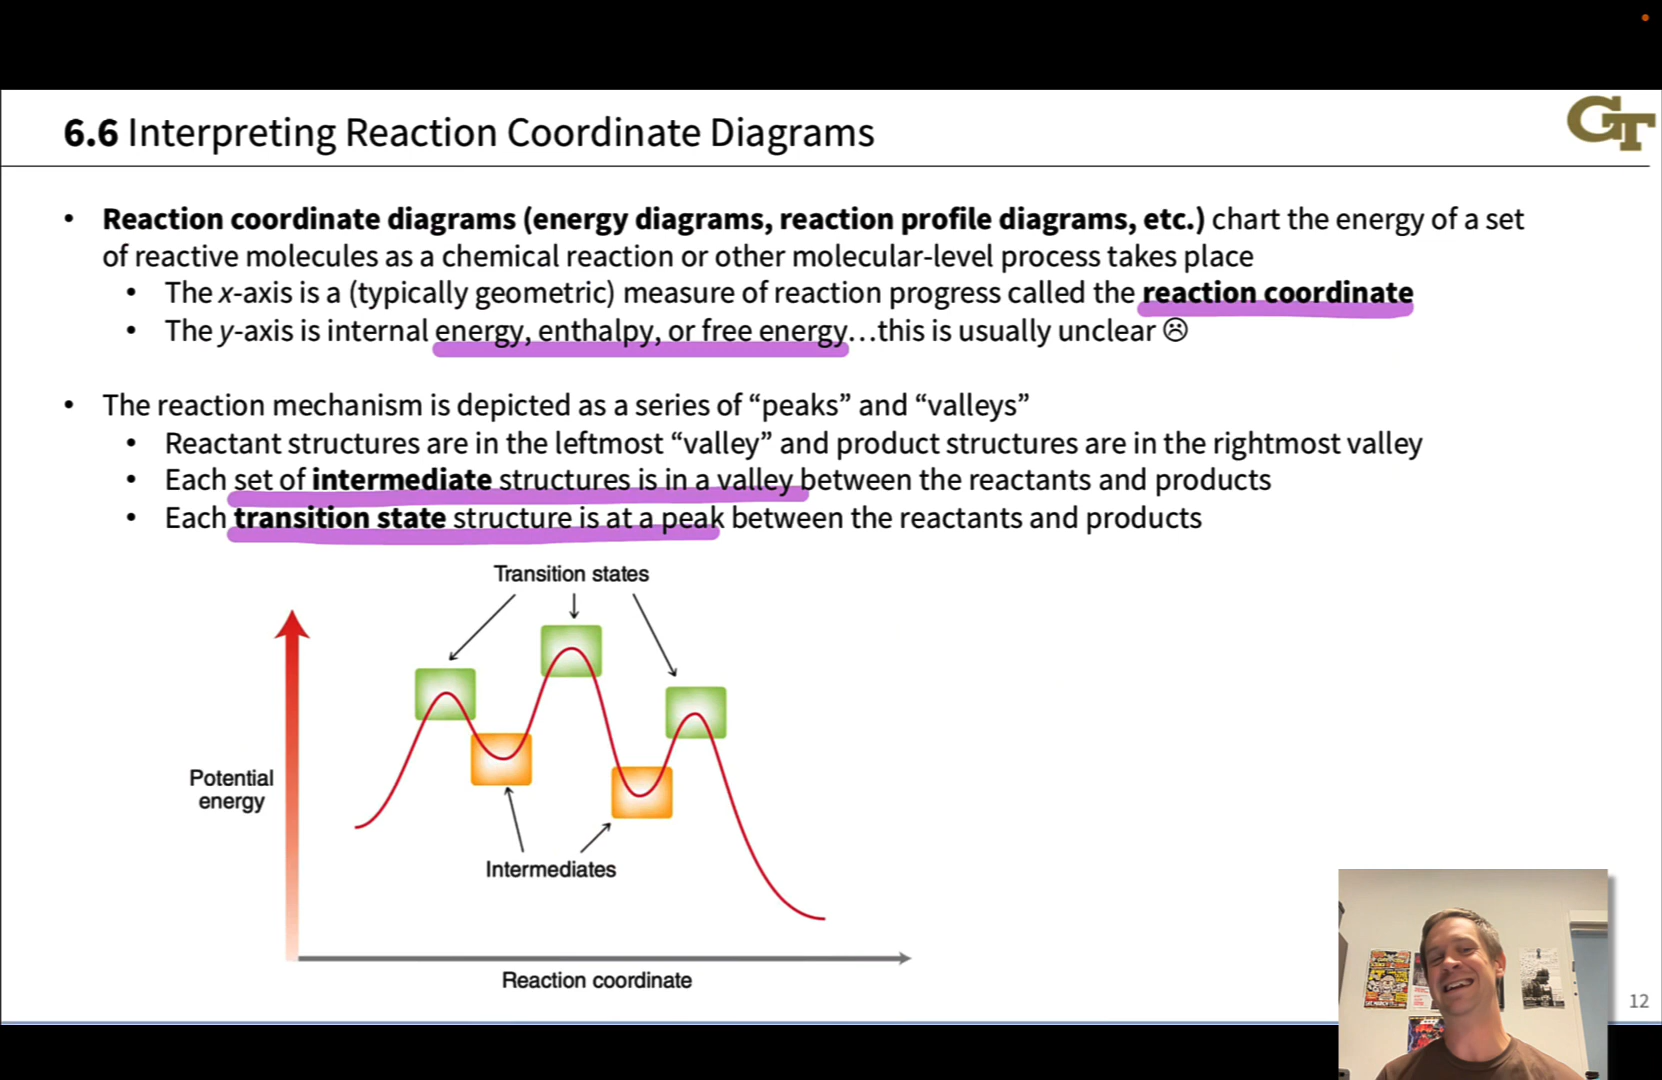 6.6 Interpreting Reaction Coordinate Diagrams
GT
• Reaction coordinate diagrams (energy diagrams, reaction profile diagrams, etc.) chart the energy of a set
of reactive molecules as a chemical reaction or other molecular-level process takes place
• The x-axis is a (typically geometric) measure of reaction progress called the reaction coordinate
• The y-axis is internal energy, enthalpy, or free energy…this is usually unclear ☹
• The reaction mechanism is depicted as a series of “peaks” and “valleys”
• Reactant structures are in the leftmost “valley” and product structures are in the rightmost valley
• Each set of intermediate structures is in a valley between the reactants and products
• Each transition state structure is at a peak between the reactants and products
Transition states
Potential
energy
Intermediates
Reaction coordinate
12